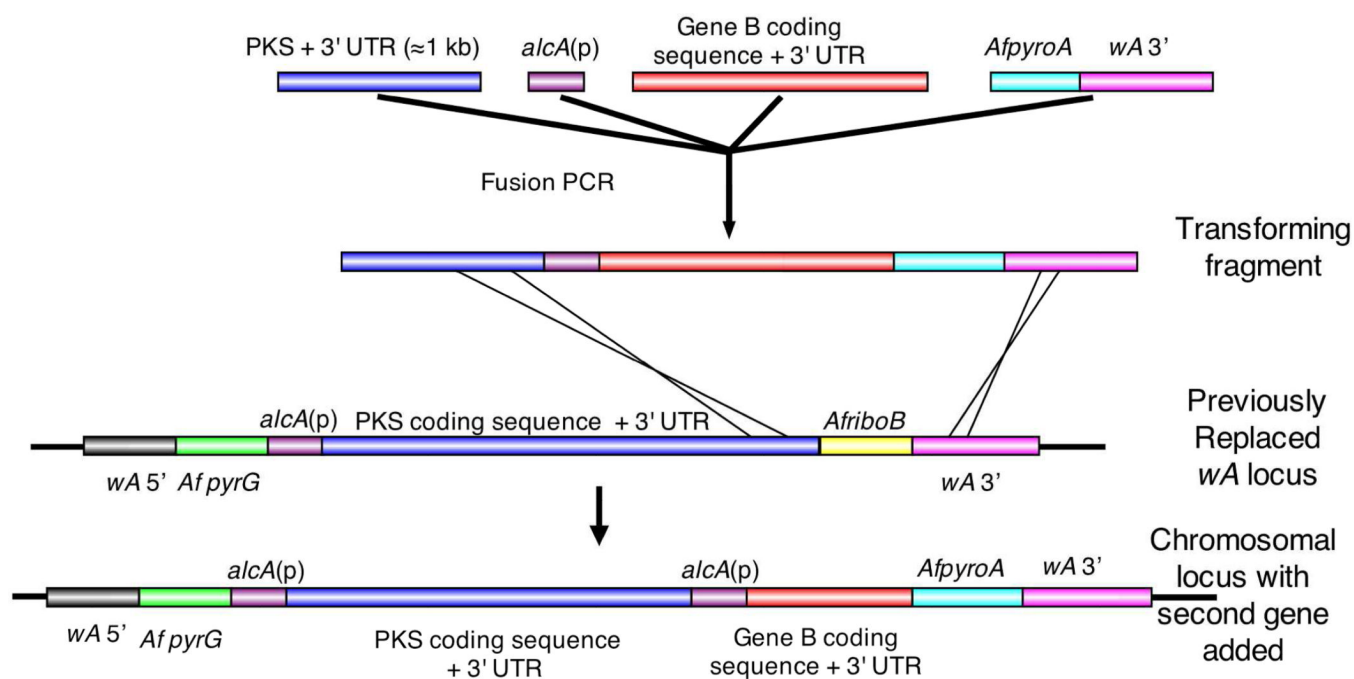 PKS + 3' UTR (≈1 kb)
alcA(p)
Gene B coding
sequence + 3' UTR
AfpyroA
wA 3'
Fusion PCR
Transforming
fragment
alcA(p)
PKS coding sequence + 3' UTR
AfriboB
Previously
Replaced
wA locus
wA 5'
Af pyrG
wA 3'
alcA(p)
alcA(p)
AfpyroA
wA 3'
Chromosomal
locus with
second gene
added
wA 5'
Af pyrG
PKS coding sequence
+ 3' UTR
Gene B coding
sequence + 3' UTR